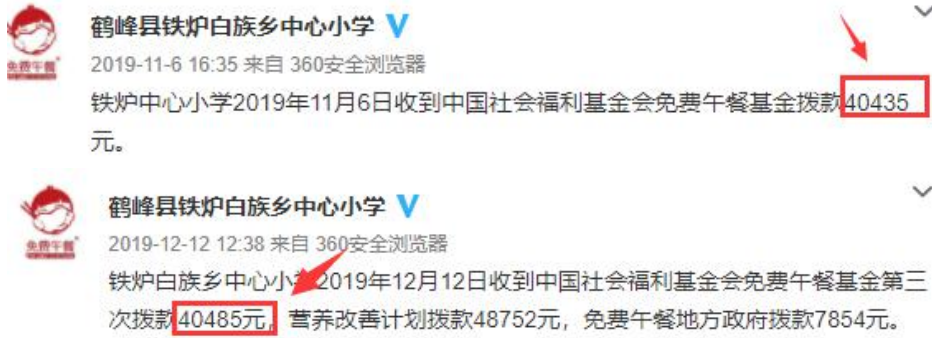 鹤峰县铁炉白族乡中心小学 V
免费午餐
2019-11-6 16:35 来自 360安全浏览器
铁炉中心小学2019年11月6日收到中国社会福利基金会免费午餐基金拨款40435
元。
鹤峰县铁炉白族乡中心小学 V
免费午餐
2019-12-12 12:38 来自 360安全浏览器
铁炉白族乡中心小 2019年12月12日收到中国社会福利基金会免费午餐基金第三
次拨款40485元，营养改善计划拨款48752元，免费午餐地方政府拨款7854元。